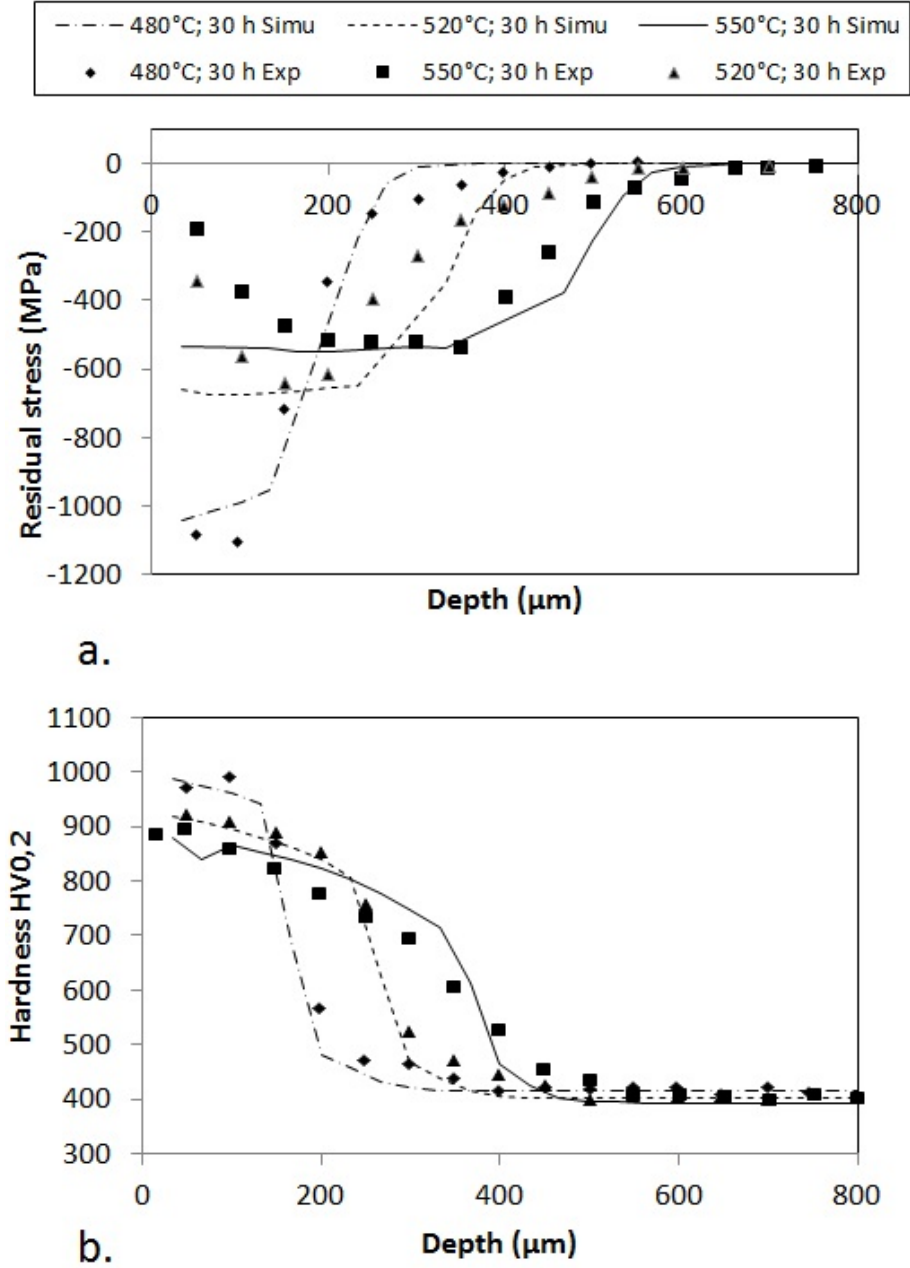 480°C; 30 h Simu 520°C; 30 h Simu 550°C; 30 h Simu
480°C; 30 h Exp 550°C; 30 h Exp 520°C; 30 h Exp
0
-200
-400
-600
-800
-1000
-1200
0 200 400 600 800
Residual stress (MPa)
Depth (µm)
a.
1100
1000
900
800
700
600
500
400
300
0 200 400 600 800
Hardness HV0,2
Depth (µm)
b.